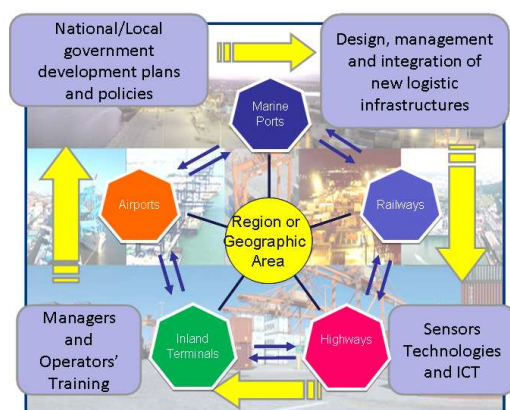 National/Local
government
development plans
and policies
Design, management
and integration of
new logistic
infrastructures
Marine
Ports
Airports
Railways
Region or
Geographic
Area
Managers
and
Operators’
Training
Inland
Terminals
Highways
Sensors
Technologies
and ICT